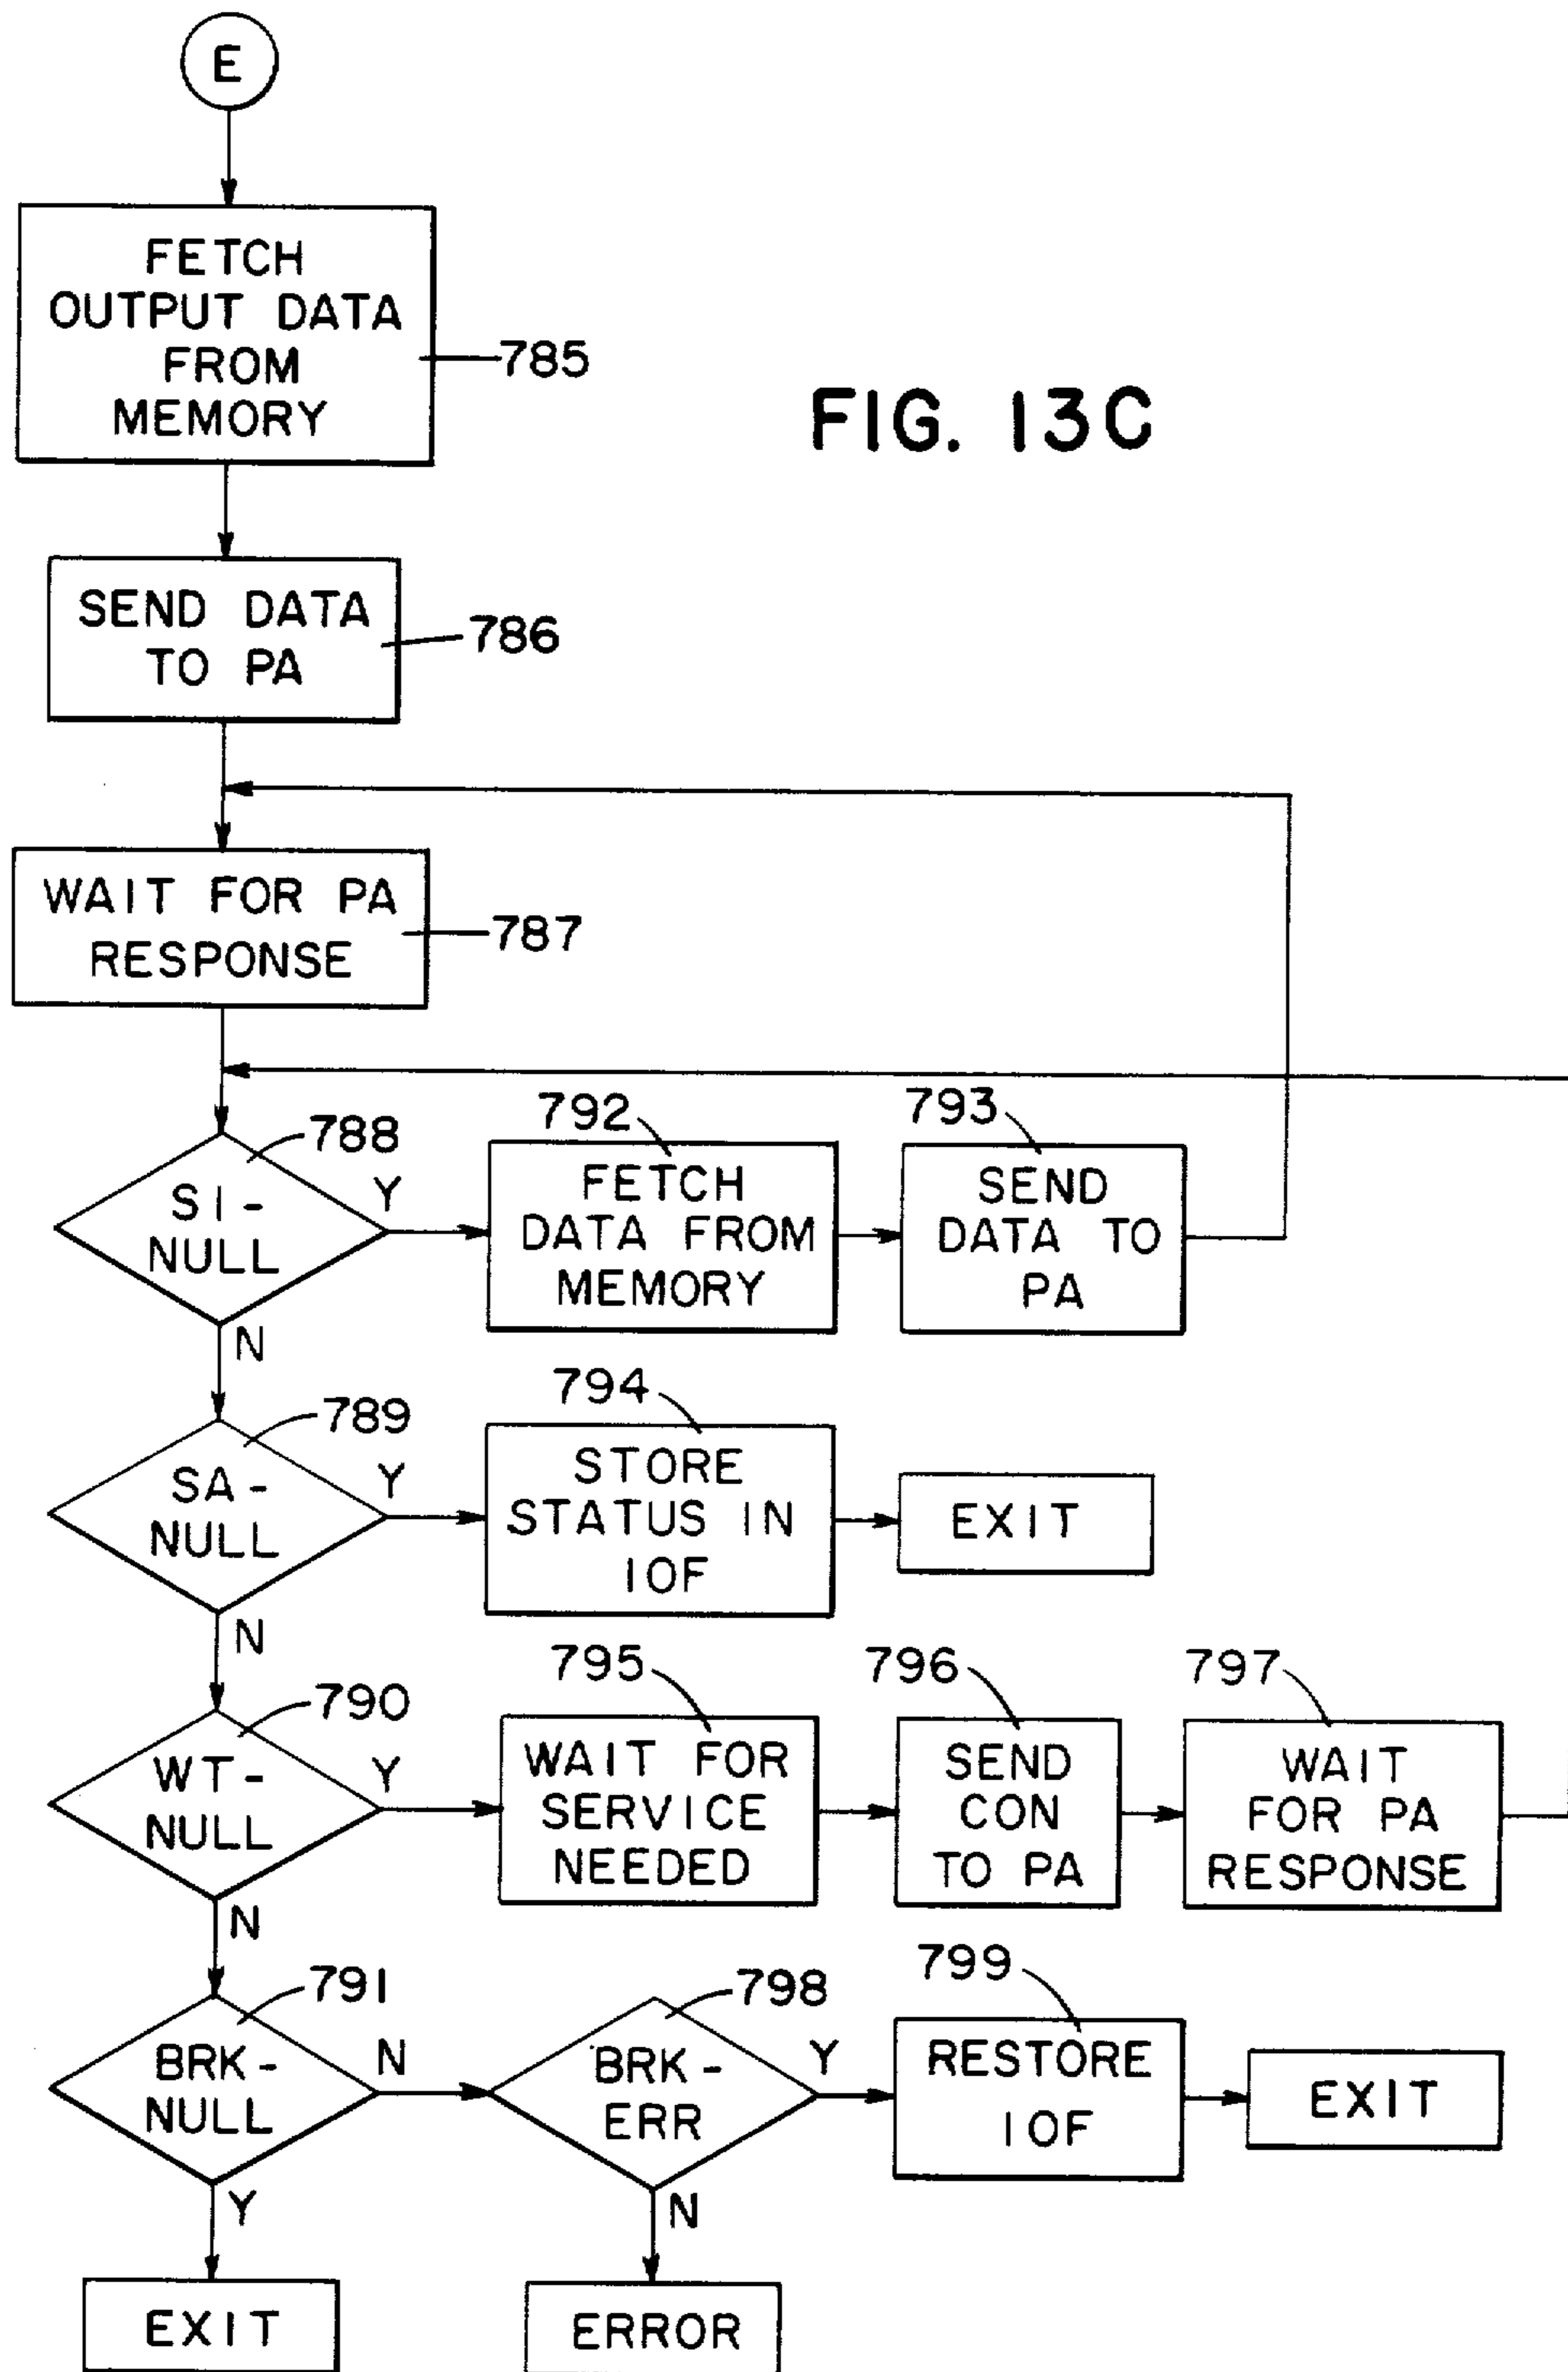 E
FETCH
OUTPUT DATA
FROM
MEMORY
785
FIG. 13C
SEND DATA
TO PA
786
WAIT FOR PA
RESPONSE
787
788
SI-
NULL
Y
N
792
FETCH
DATA FROM
MEMORY
793
SEND
DATA TO
PA
789
SA-
NULL
Y
N
794
STORE
STATUS IN
IOF
EXIT
790
WT-
NULL
Y
N
795
WAIT FOR
SERVICE
NEEDED
796
SEND
CON
TO PA
797
WAIT
FOR PA
RESPONSE
791
BRK-
NULL
N
Y
798
BRK-
ERR
Y
N
799
RESTORE
IOF
EXIT
EXIT
ERROR